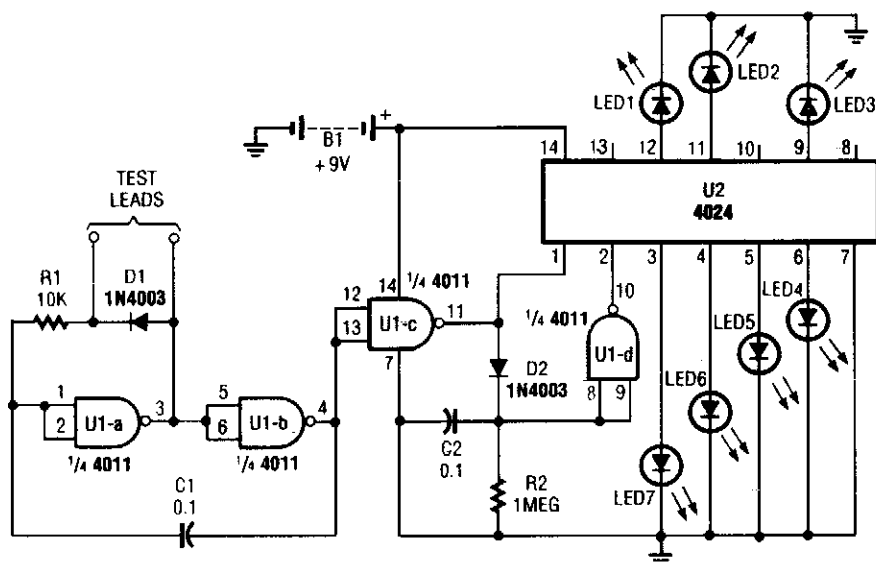 LED1
LED2
LED3
+
B1
+9V
14 13 12 11 10 9 8
U2
4024
1 2 3 4 5 6 7
TEST
LEADS
R1
10K
D1
1N4003
1
2
U1-a
3
1/4 4011
5
6
U1-b
4
1/4 4011
C1
0.1
12
13
14
1/4 4011
U1-c
11
7
10
1/4 4011
U1-d
8 9
D2
1N4003
C2
0.1
R2
1MEG
LED4
LED5
LED6
LED7